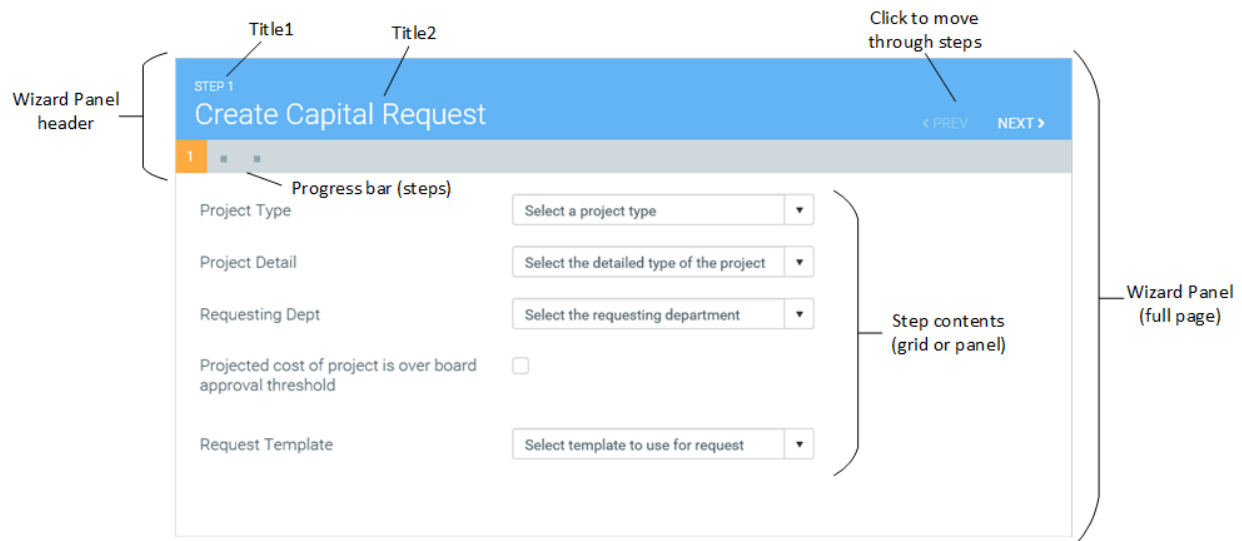 Title1
Title2
Click to move
through steps
Wizard Panel
header
STEP 1
Create Capital Request
< PREV
NEXT >
1
Progress bar (steps)
Project Type
Select a project type
Project Detail
Select the detailed type of the project
Requesting Dept
Select the requesting department
Projected cost of project is over board
approval threshold
Request Template
Select template to use for request
Step contents
(grid or panel)
Wizard Panel
(full page)